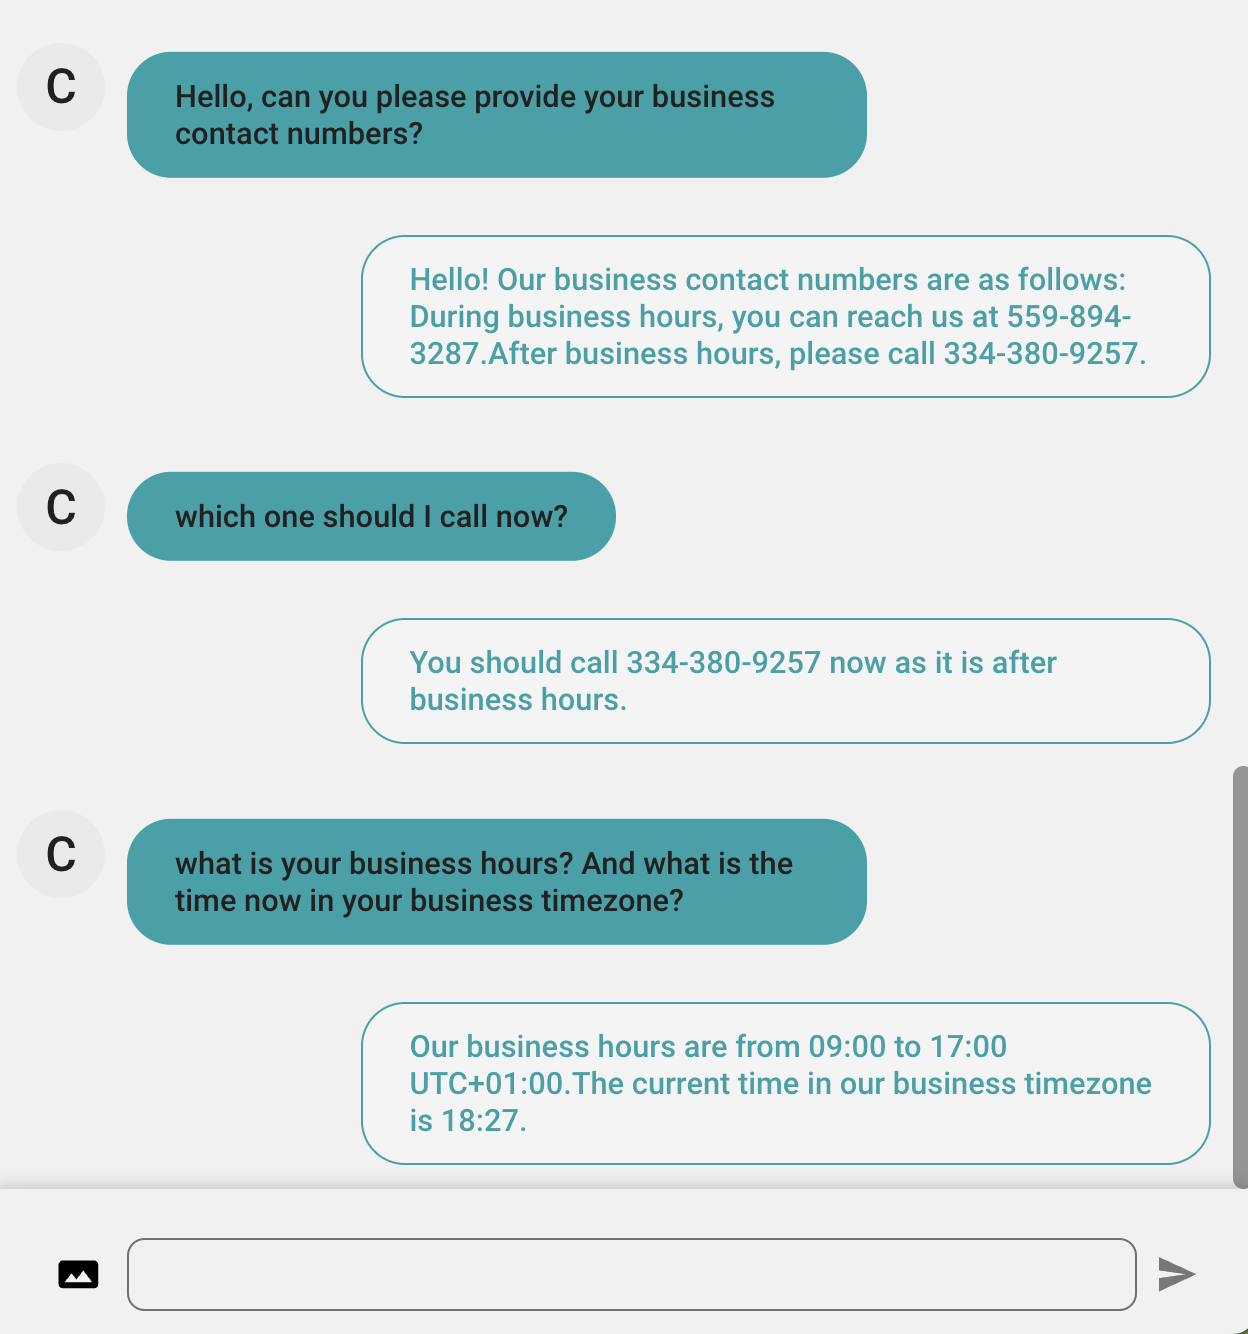 C
Hello, can you please provide your business
contact numbers?
Hello! Our business contact numbers are as follows:
During business hours, you can reach us at 559-894-
3287.After business hours, please call 334-380-9257.
C
which one should I call now?
You should call 334-380-9257 now as it is after
business hours.
C
what is your business hours? And what is the
time now in your business timezone?
Our business hours are from 09:00 to 17:00
UTC+01:00.The current time in our business timezone
is 18:27.